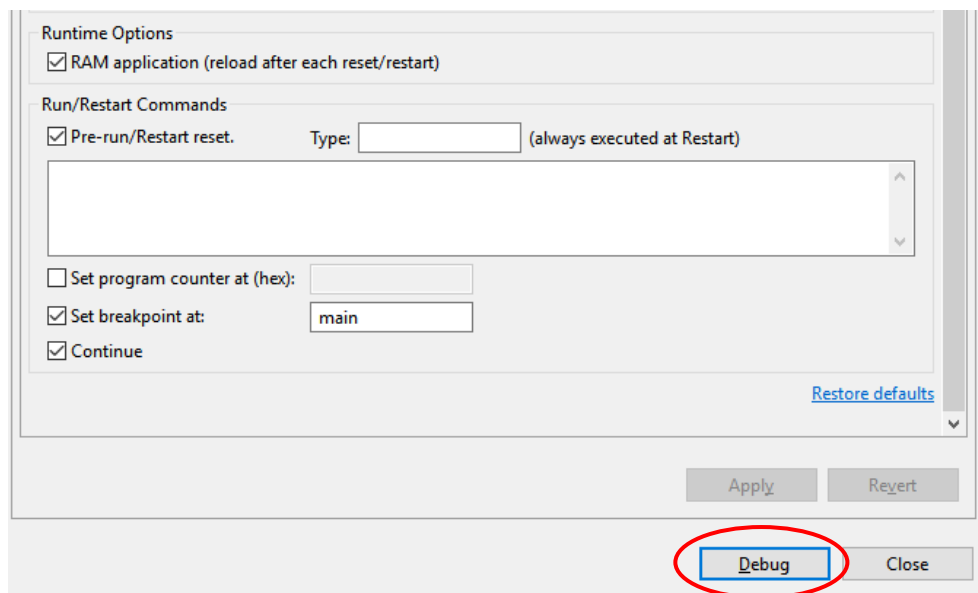 Runtime Options
RAM application (reload after each reset/restart)
Run/Restart Commands
Pre-run/Restart reset. Type: (always executed at Restart)
Set program counter at (hex):
Set breakpoint at: main
Continue
Restore defaults
Apply Revert
Debug Close